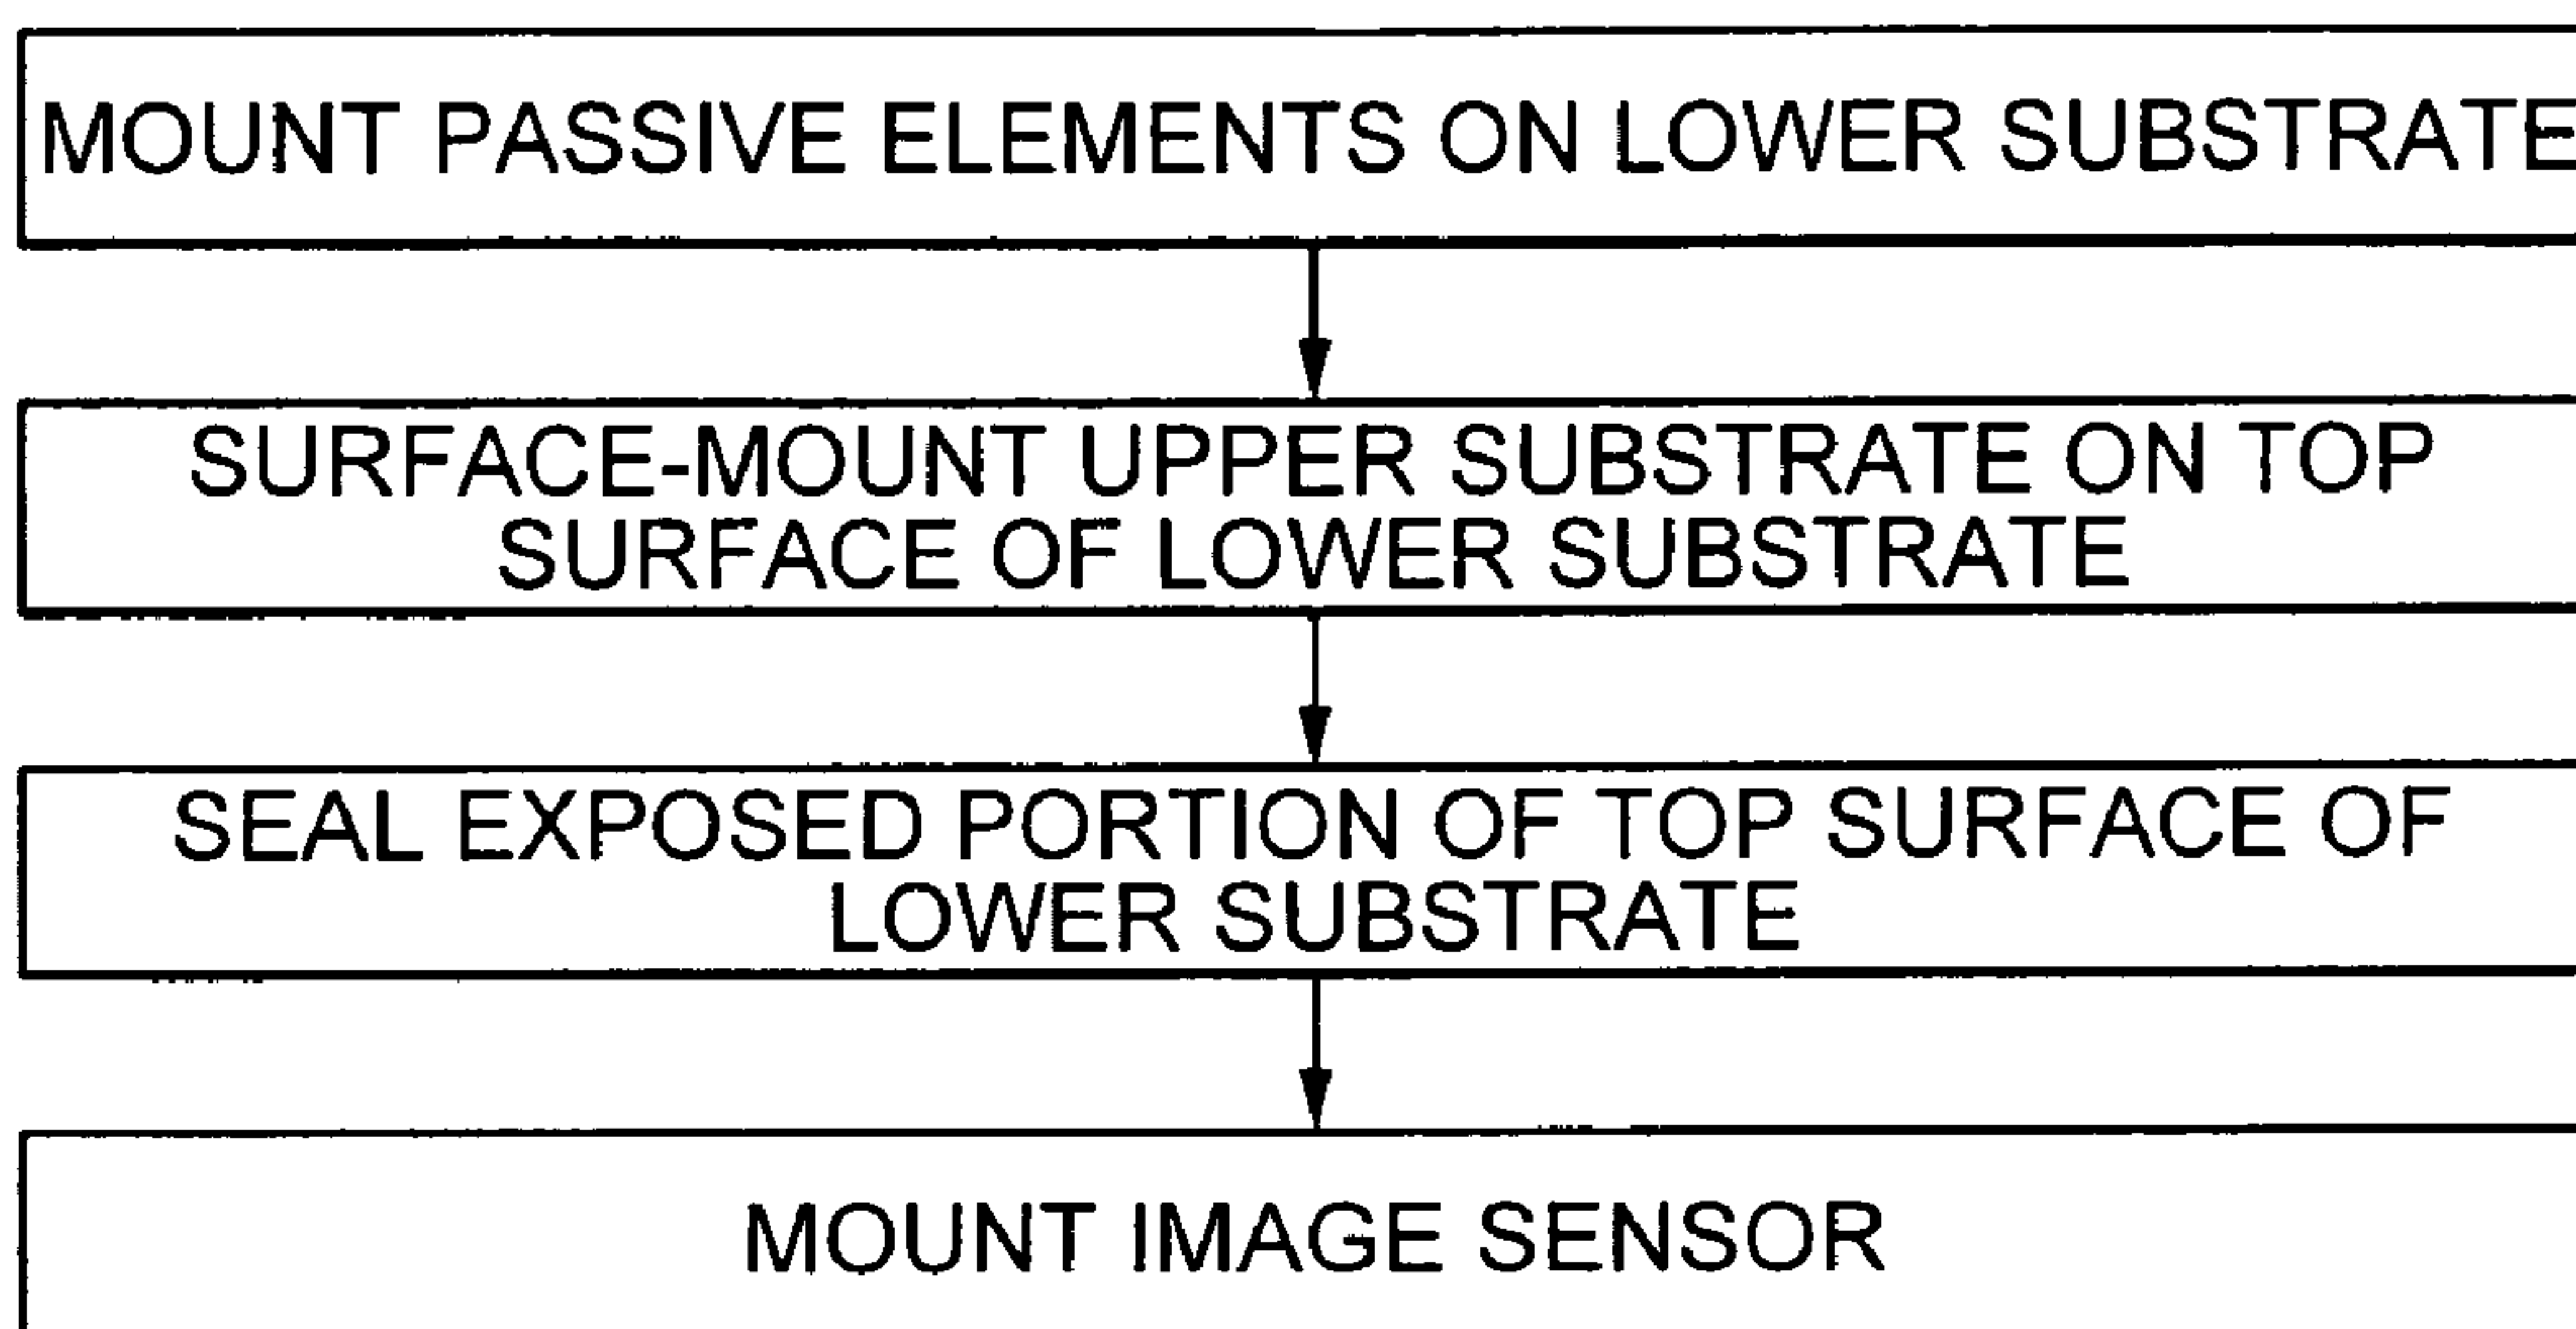 MOUNT PASSIVE ELEMENTS ON LOWER SUBSTRATE
SURFACE-MOUNT UPPER SUBSTRATE ON TOP
SURFACE OF LOWER SUBSTRATE
SEAL EXPOSED PORTION OF TOP SURFACE OF
LOWER SUBSTRATE
MOUNT IMAGE SENSOR